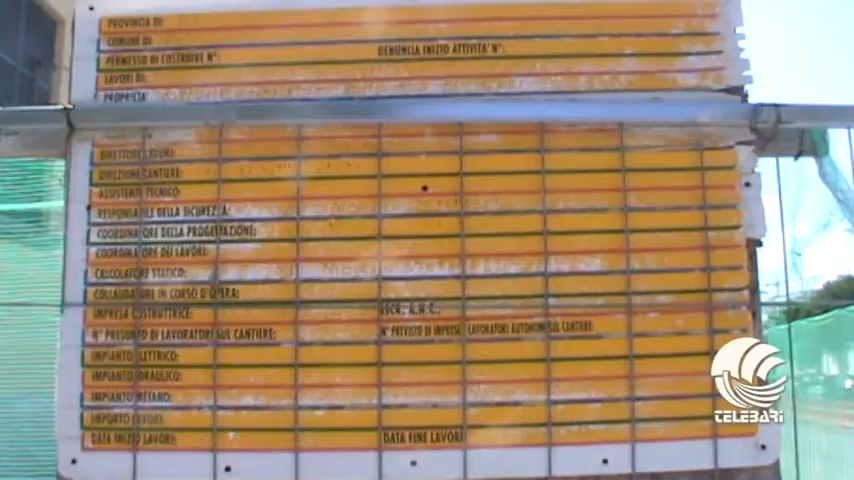 PROVINCIA DI:
COMUNE DI:
PERMESSO DI COSTRUIRE N°: DENUNCIA INIZIO ATTIVITA' N°:
LAVORI DI:
PROPRIETA'
DIRETTORE LAVORI:
DIREZIONE CANTIERE:
ASSISTENTE TECNICO:
RESPONSABILE DELLA SICUREZZA:
COORDINATORE DELLA PROGETTAZIONE:
COORDINATORE DEI LAVORI:
CALCOLATORE STATICO:
COLLAUDATORE IN CORSO D'OPERA:
IMPRESA COSTRUTTRICE: ISCR. A.N.C.:
N° PRESUNTO DI LAVORATORI SUL CANTIERE: N° PREVISTO DI IMPRESE LAVORATORI AUTONOMI SUL CANTIERE:
IMPIANTO ELETTRICO:
IMPIANTO IDRAULICO:
IMPIANTO METANO:
IMPORTO LAVORI:
DATA INIZIO LAVORI: DATA FINE LAVORI:
TELEBARI